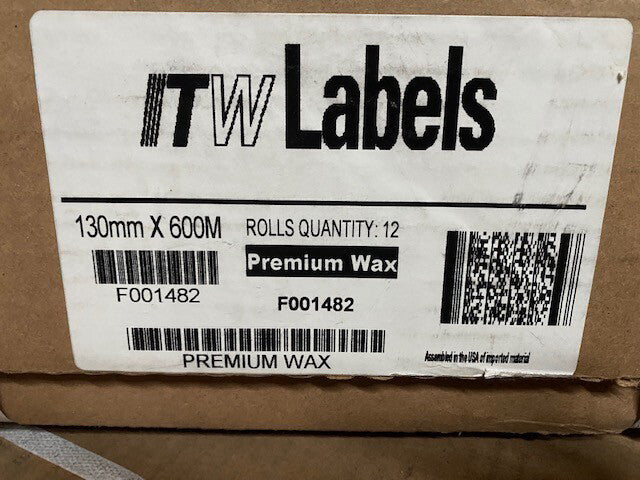 ITW Labels
130mm X 600M
ROLLS QUANTITY: 12
Premium Wax
F001482
F001482
PREMIUM WAX
Assembled in the USA of imported material